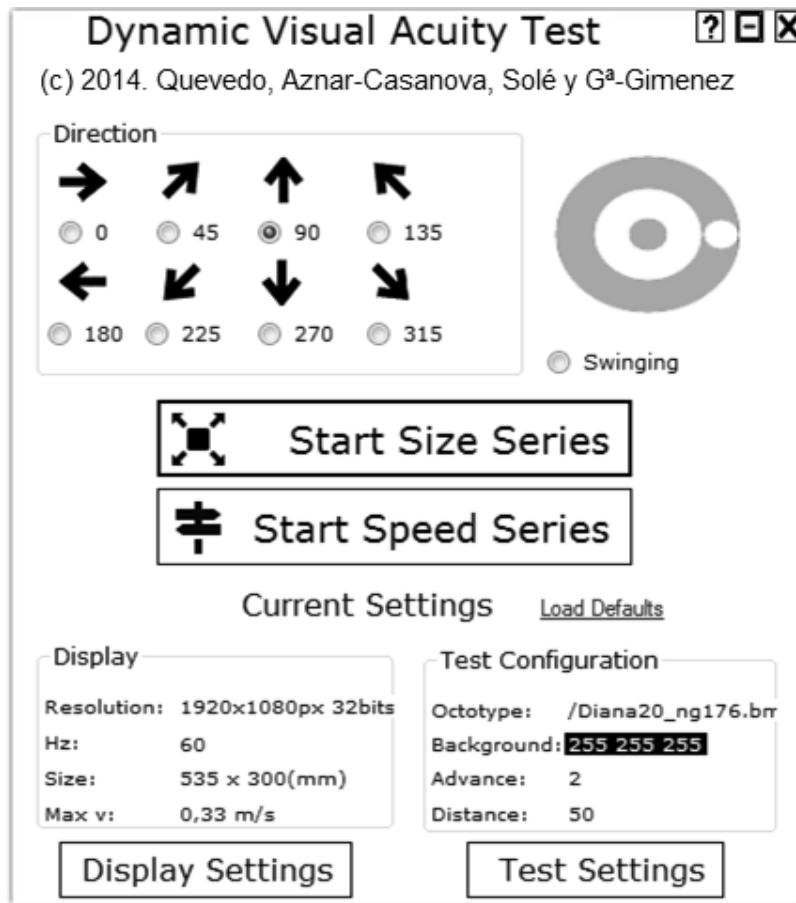 Dynamic Visual Acuity Test
(c) 2014. Quevedo, Aznar-Casanova, Solé y Gª-Gimenez
Direction
0 45 90 135
180 225 270 315
Swinging
Start Size Series
Start Speed Series
Current Settings Load Defaults
Display
Resolution: 1920x1080px 32bits
Hz: 60
Size: 535 x 300(mm)
Max v: 0,33 m/s
Test Configuration
Octotype: /Diana20_ng176.bm
Background: 255 255 255
Advance: 2
Distance: 50
Display Settings
Test Settings